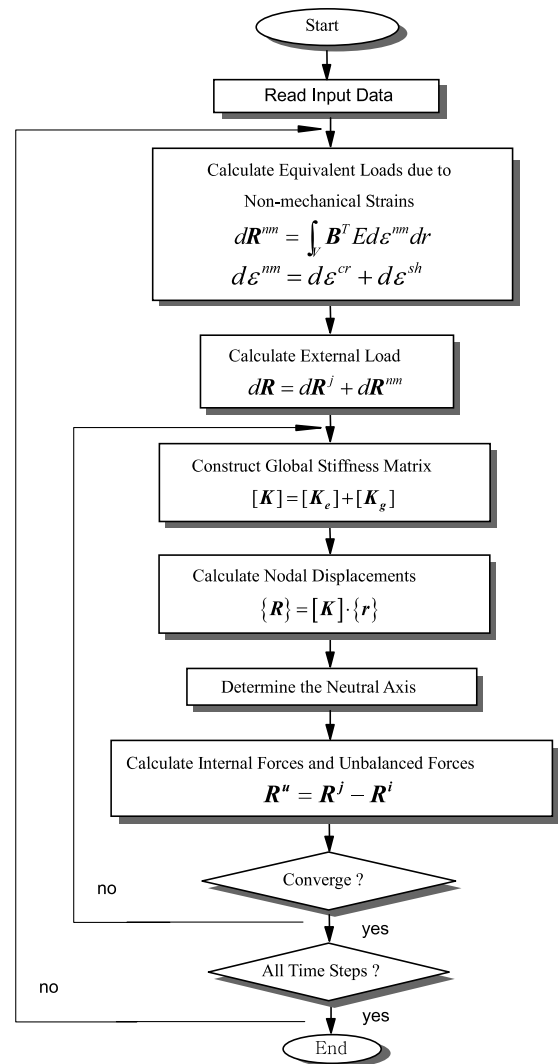 Start
Read Input Data
Calculate Equivalent Loads due to
Non-mechanical Strains
dR^{nm} = ∫_V B^T E dε^{nm} dr
dε^{nm} = dε^{cr} + dε^{sh}
Calculate External Load
dR = dR^j + dR^{nm}
Construct Global Stiffness Matrix
[K] = [K_e] + [K_g]
Calculate Nodal Displacements
{R} = [K]·{r}
Determine the Neutral Axis
Calculate Internal Forces and Unbalanced Forces
R^u = R^j − R^i
Converge ?
no
yes
All Time Steps ?
no
yes
End